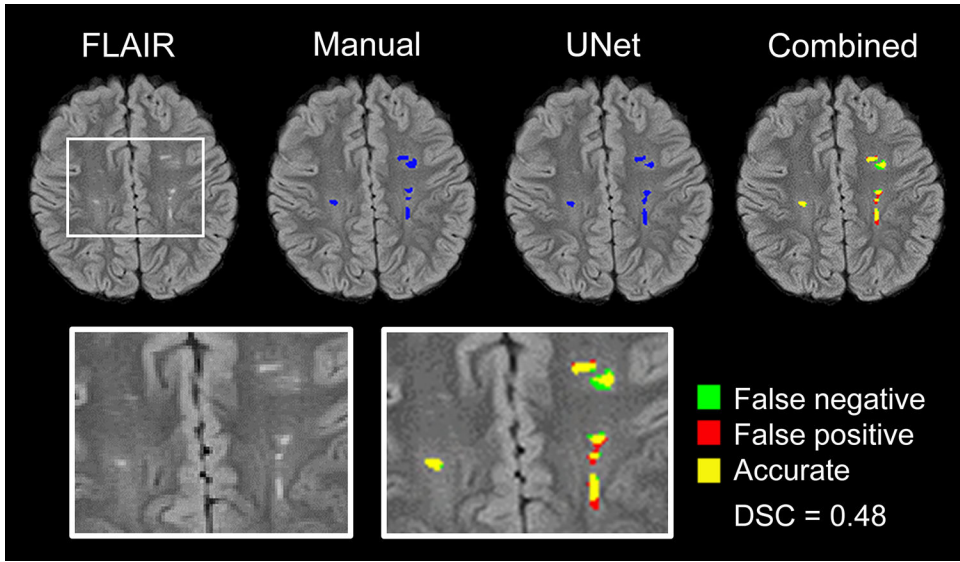 FLAIR
Manual
UNet
Combined
False negative
False positive
Accurate
DSC = 0.48